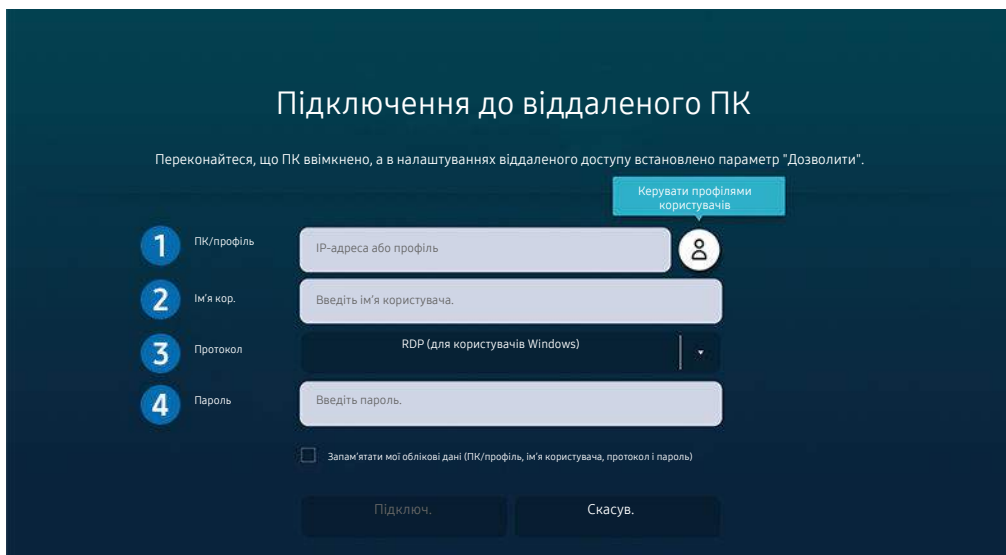 Підключення до віддаленого ПК
Переконайтеся, що ПК ввімкнено, а в налаштуваннях віддаленого доступу встановлено параметр "Дозволити".
Керувати профілями
користувачів
1 ПК/профіль IP-адреса або профіль
2 Ім'я кор. Введіть ім'я користувача.
3 Протокол RDP (для користувачів Windows)
4 Пароль Введіть пароль.
Запам'ятати мої облікові дані (ПК/профіль, ім'я користувача, протокол і пароль)
Підключ. Скасув.